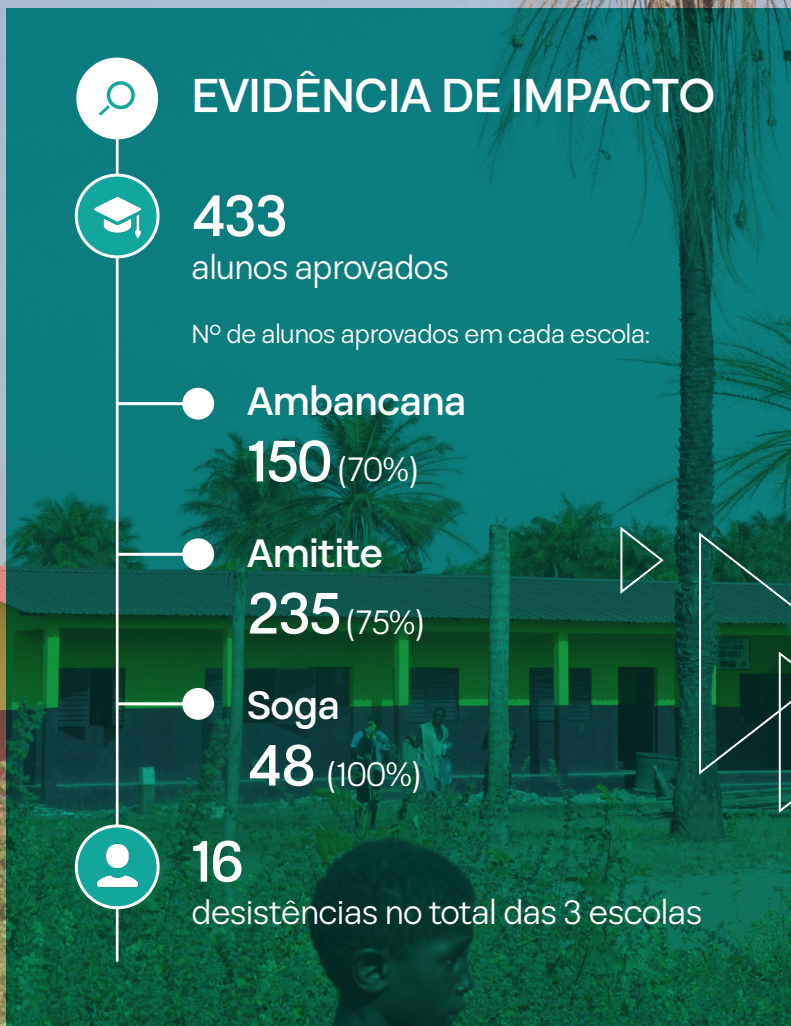 EVIDÊNCIA DE IMPACTO
433
alunos aprovados
Nº de alunos aprovados em cada escola:
Ambancana
150 (70%)
Amitite
235 (75%)
Soga
48 (100%)
16
desistências no total das 3 escolas